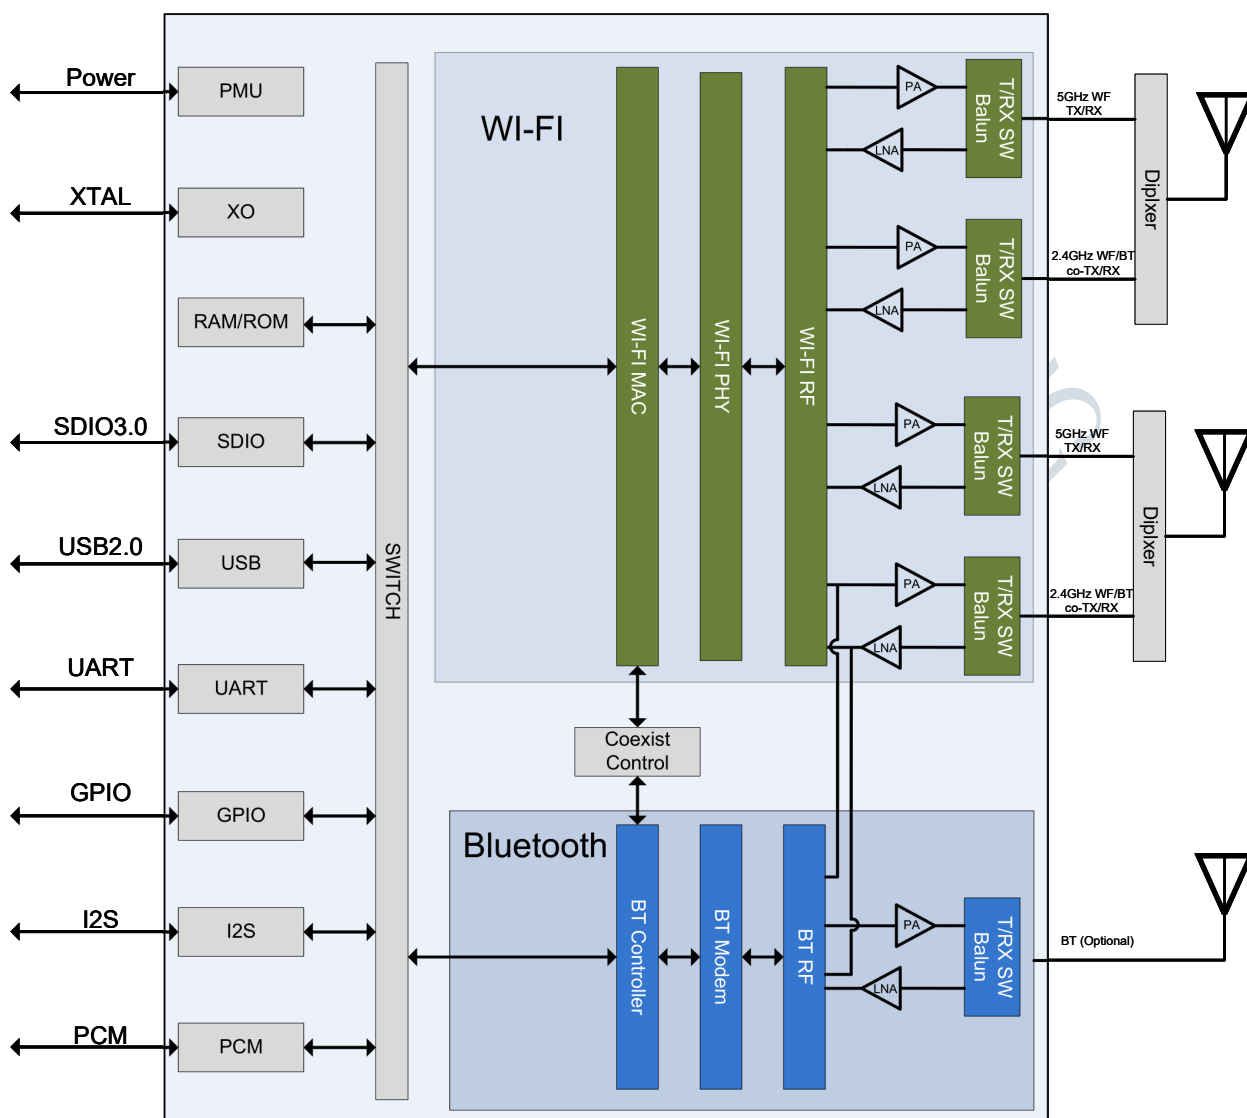 Power
PMU
XTAL
XO
RAM/ROM
SDIO3.0
SDIO
USB2.0
USB
UART
UART
GPIO
GPIO
I2S
I2S
PCM
PCM
SWITCH
WI-FI
WI-FI MAC
WI-FI PHY
WI-FI RF
PA
LNA
T/RX SW
Balun
PA
LNA
T/RX SW
Balun
PA
LNA
T/RX SW
Balun
PA
LNA
T/RX SW
Balun
5GHz WF
TX/RX
2.4GHz WF/BT
co-TX/RX
Diplxer
5GHz WF
TX/RX
2.4GHz WF/BT
co-TX/RX
Diplxer
Coexist
Control
Bluetooth
BT Controller
BT Modem
BT RF
PA
LNA
T/RX SW
Balun
BT (Optional)